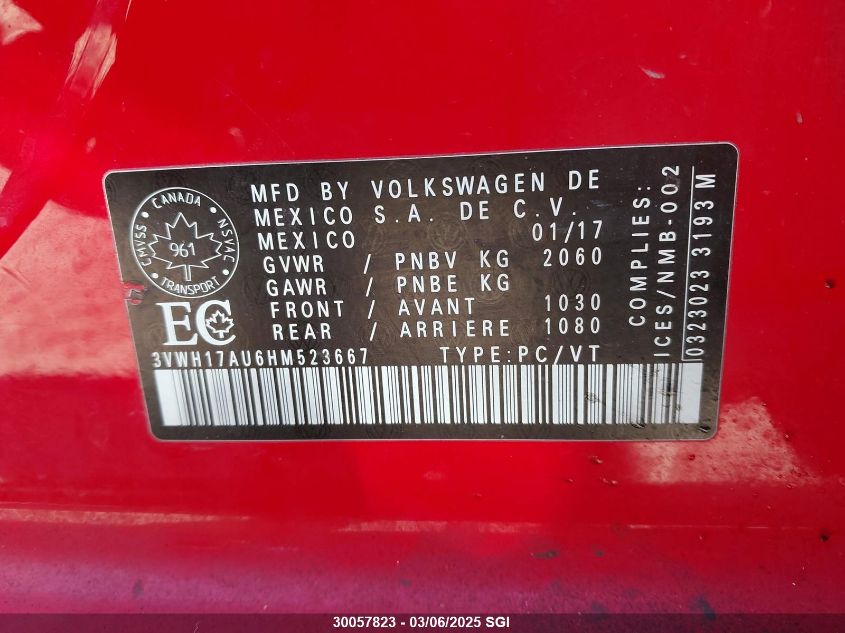 CANADA
CMVSS
NSVAC
961
TRANSPORT
EC
MFD BY VOLKSWAGEN DE
MEXICO S.A. DE C.V.
MEXICO 01/17
GVWR / PNBV KG 2060
GAWR / PNBE KG
FRONT / AVANT 1030
REAR / ARRIERE 1080
3VWH17AU6HM523667 TYPE:PC/VT
COMPLIES:
ICES/NMB-002
0323023 3193M
30057823 - 03/06/2025 SGI